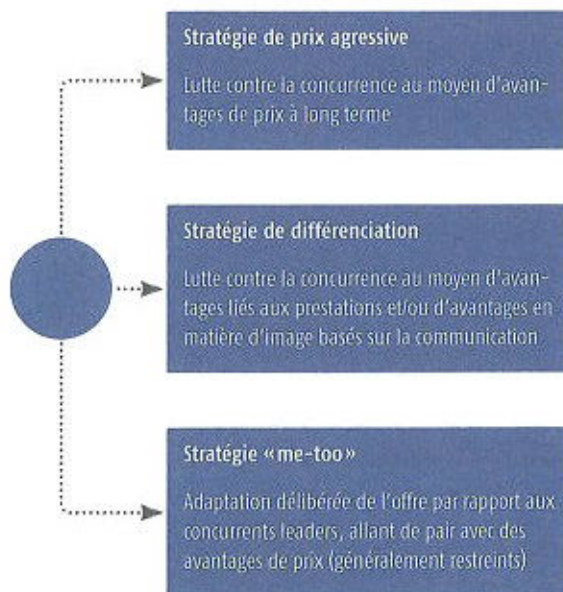 Stratégie de prix agressive
Lutte contre la concurrence au moyen d'avan-
tages de prix à long terme
Stratégie de différenciation
Lutte contre la concurrence au moyen d'avan-
tages liés aux prestations et/ou d'avantages en
matière d'image basés sur la communication
Stratégie «me-too»
Adaptation délibérée de l'offre par rapport aux
concurrents leaders, allant de pair avec des
avantages de prix (généralement restreints)